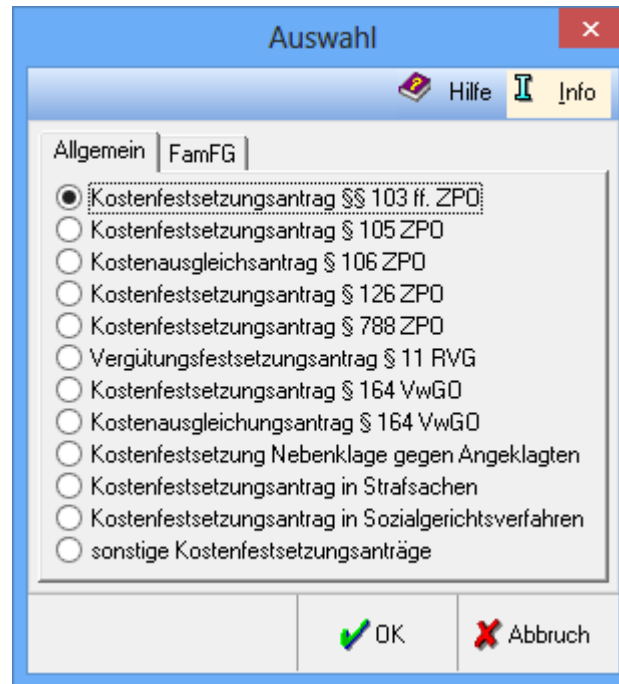 Auswahl
Hilfe Info
Allgemein FamFG
Kostenfestsetzungsantrag §§ 103 ff. ZPO
Kostenfestsetzungsantrag § 105 ZPO
Kostenausgleichsantrag § 106 ZPO
Kostenfestsetzungsantrag § 126 ZPO
Kostenfestsetzungsantrag § 788 ZPO
Vergütungsfestsetzungsantrag § 11 RVG
Kostenfestsetzungsantrag § 164 VwGO
Kostenausgleichungsantrag § 164 VwGO
Kostenfestsetzung Nebenklage gegen Angeklagten
Kostenfestsetzungsantrag in Strafsachen
Kostenfestsetzungsantrag in Sozialgerichtsverfahren
sonstige Kostenfestsetzungsanträge
OK Abbruch